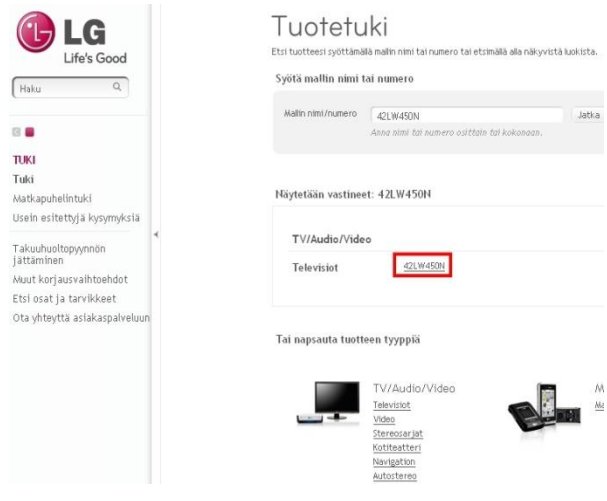 LG
Life's Good
Haku
TUKI
Tuki
Matkapuhelintuki
Usein esitettyjä kysymyksiä
Takuuhuoltopyynnön
jättäminen
Muut korjausvaihtoehdot
Etsi osat ja tarvikkeet
Ota yhteyttä asiakaspalveluun
Tuotetuki
Etsi tuotteesi syöttämällä mallin nimi tai numero tai etsimällä alla näkyvistä luokista.
Syötä mallin nimi tai numero
Mallin nimi/numero 42LW450N Jatka
Anna nimi tai numero osittain tai kokonaan.
Näytetään vastineet: 42LW450N
TV/Audio/Video
Televisiot 42LW450N
Tai napsauta tuotteen tyyppiä
TV/Audio/Video
Televisiot
Video
Stereosarjat
Kotiteatteri
Navigation
Autostereo